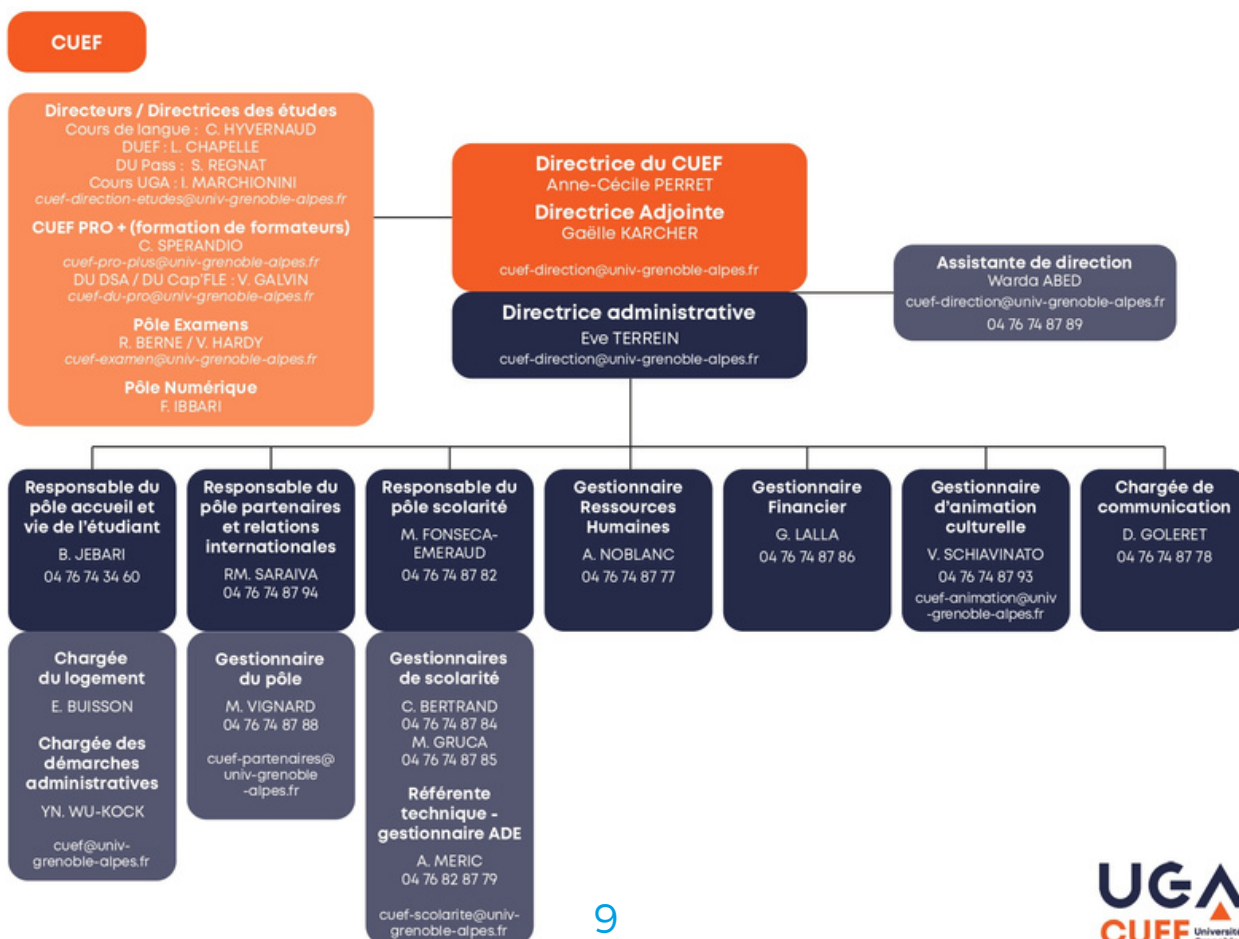 CUEF
Directeurs / Directrices des études
Cours de langue : C. HYVERNAUD
DUEF : L. CHAPELLE
DU Pass : S. REGNAT
Cours UGA : I. MARCHIONINI
cuef-direction-etudes@univ-grenoble-alpes.fr
CUEF PRO + (formation de formateurs)
C. SPERANDIO
cuef-pro-plus@univ-grenoble-alpes.fr
DU DSA / DU Cap'FLE : V. GALVIN
cuef-du-pro@univ-grenoble-alpes.fr
Pôle Examens
R. BERNE / V. HARDY
cuef-examen@univ-grenoble-alpes.fr
Pôle Numérique
F. IBBARI
Directrice du CUEF
Anne-Cécile PERRET
Directrice Adjointe
Gaëlle KARCHER
cuef-direction@univ-grenoble-alpes.fr
Directrice administrative
Eve TERREIN
cuef-direction@univ-grenoble-alpes.fr
Assistante de direction
Warda ABED
cuef-direction@univ-grenoble-alpes.fr
04 76 74 87 89
Responsable du
pôle accueil et
vie de l'étudiant
B. JEBARI
04 76 74 34 60
Chargée
du logement
E. BUISSON
Chargée des
démarches
administratives
YN. WU-KOCK
cuef@univ-
grenoble-alpes.fr
Responsable du
pôle partenaires
et relations
internationales
RM. SARAIVA
04 76 74 87 94
Gestionnaire
du pôle
M. VIGNARD
04 76 74 87 88
cuef-partenaires@
univ-grenoble
-alpes.fr
Responsable du
pôle scolarité
M. FONSECA-
EMERAUD
04 76 74 87 82
Gestionnaires
de scolarité
C. BERTRAND
04 76 74 87 84
M. GRUCA
04 76 74 87 85
Référente
technique -
gestionnaire ADE
A. MERIC
04 76 82 87 79
cuef-scolarite@univ-
grenoble-alpes.fr
Gestionnaire
Ressources
Humaines
A. NOBLANC
04 76 74 87 77
Gestionnaire
Financier
G. LALLA
04 76 74 87 86
Gestionnaire
d'animation
culturelle
V. SCHIAVINATO
04 76 74 87 93
cuef-animation@univ
-grenoble-alpes.fr
Chargée de
communication
D. GOLERET
04 76 74 87 78
9
UGA
CUEF